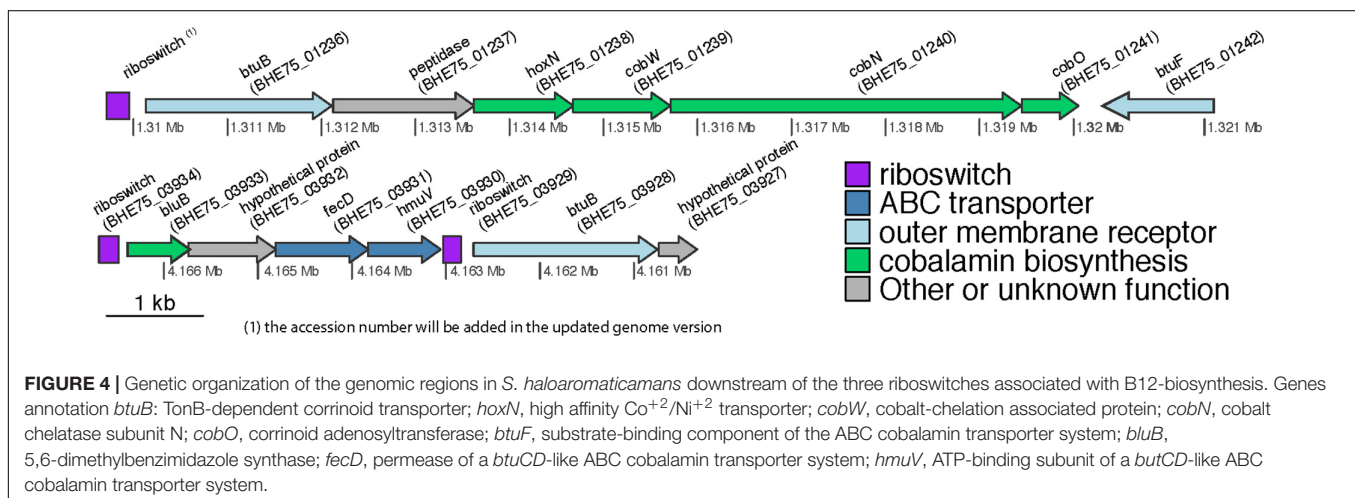 riboswitch (1)
btuB
(BHE75_01236)
peptidase
(BHE75_01237)
hoxN
(BHE75_01238)
cobW
(BHE75_01239)
cobN
(BHE75_01240)
cobO
(BHE75_01241)
btuF
(BHE75_01242)
1.31 Mb
1.311 Mb
1.312 Mb
1.313 Mb
1.314 Mb
1.315 Mb
1.316 Mb
1.317 Mb
1.318 Mb
1.319 Mb
1.32 Mb
1.321 Mb
riboswitch
(BHE75_03934)
bluB
(BHE75_03933)
hypothetical protein
(BHE75_03932)
fecD
(BHE75_03931)
hmuV
(BHE75_03930)
riboswitch
(BHE75_03929)
btuB
(BHE75_03928)
hypothetical protein
(BHE75_03927)
4.166 Mb
4.165 Mb
4.164 Mb
4.163 Mb
4.162 Mb
4.161 Mb
1 kb
riboswitch
ABC transporter
outer membrane receptor
cobalamin biosynthesis
Other or unknown function
(1) the accession number will be added in the updated genome version
FIGURE 4 | Genetic organization of the genomic regions in S. haloaromaticamans downstream of the three riboswitches associated with B12-biosynthesis. Genes
annotation btuB: TonB-dependent corrinoid transporter; hoxN, high affinity Co+2/Ni+2 transporter; cobW, cobalt-chelation associated protein; cobN, cobalt
chelatase subunit N; cobO, corrinoid adenosyltransferase; btuF, substrate-binding component of the ABC cobalamin transporter system; bluB,
5,6-dimethylbenzimidazole synthase; fecD, permease of a btuCD-like ABC cobalamin transporter system; hmuV, ATP-binding subunit of a butCD-like ABC
cobalamin transporter system.